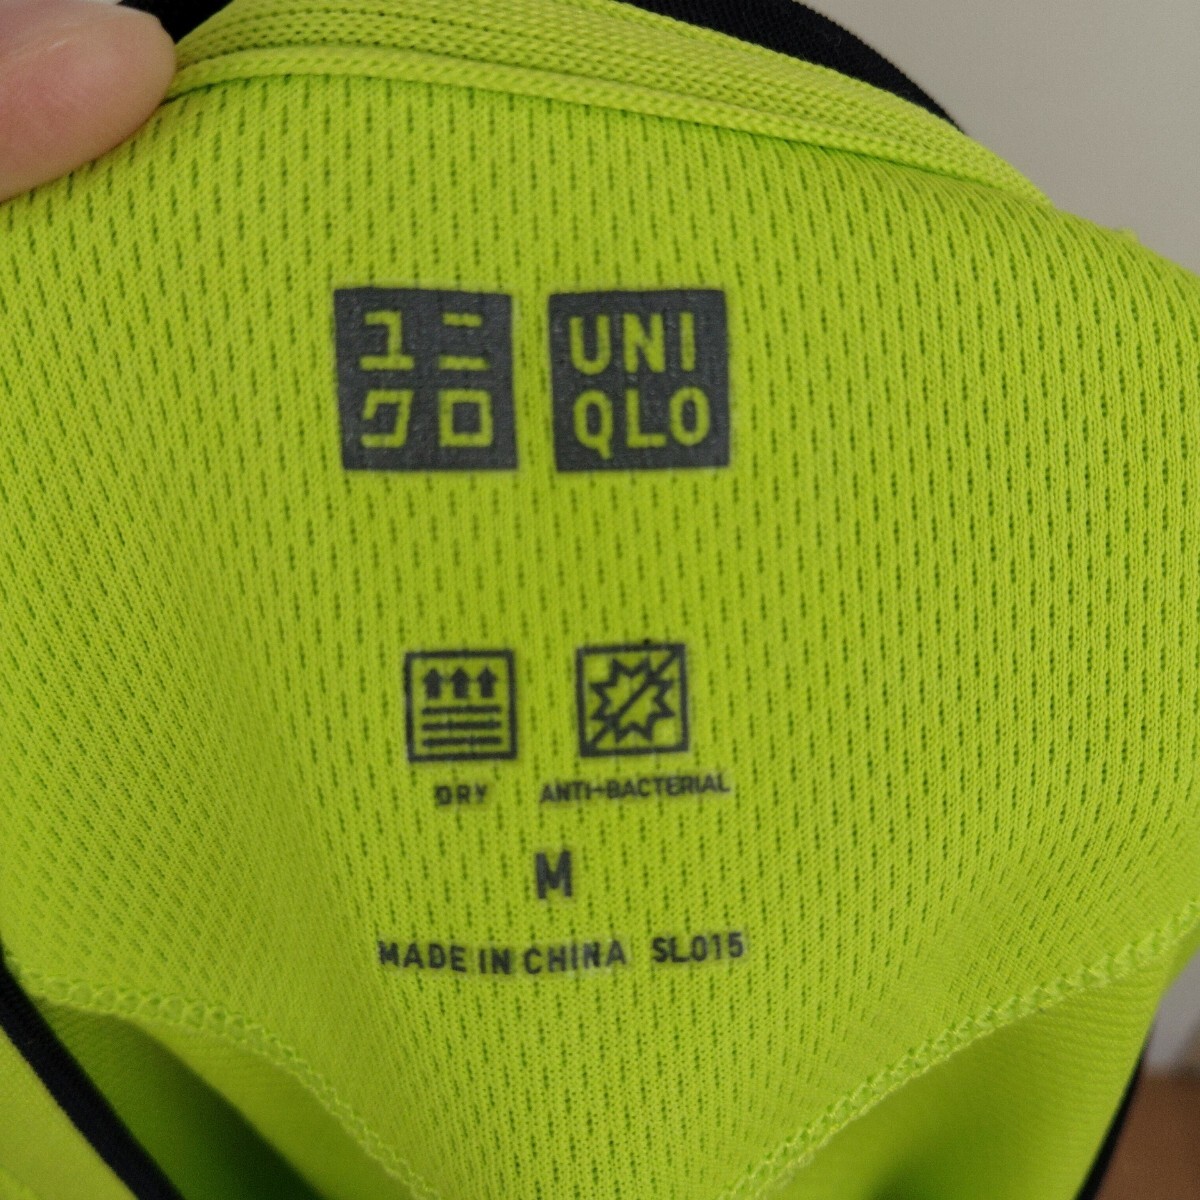 ユニ
クロ
UNI
QLO
DRY
ANTI-BACTERIAL
M
MADE IN CHINA SL015